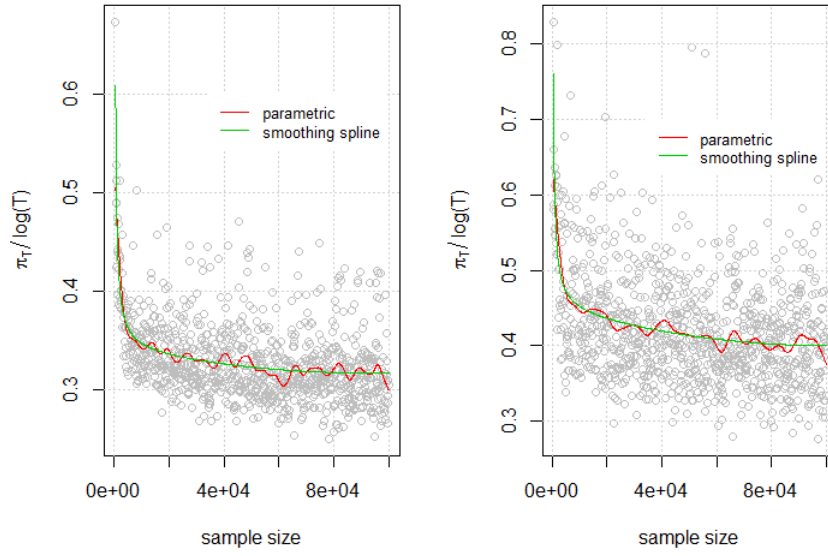 π_T / log(T)
0.3 0.4 0.5 0.6
parametric
smoothing spline
0e+00 4e+04 8e+04
sample size
π_T / log(T)
0.3 0.4 0.5 0.6 0.7 0.8
parametric
smoothing spline
0e+00 4e+04 8e+04
sample size